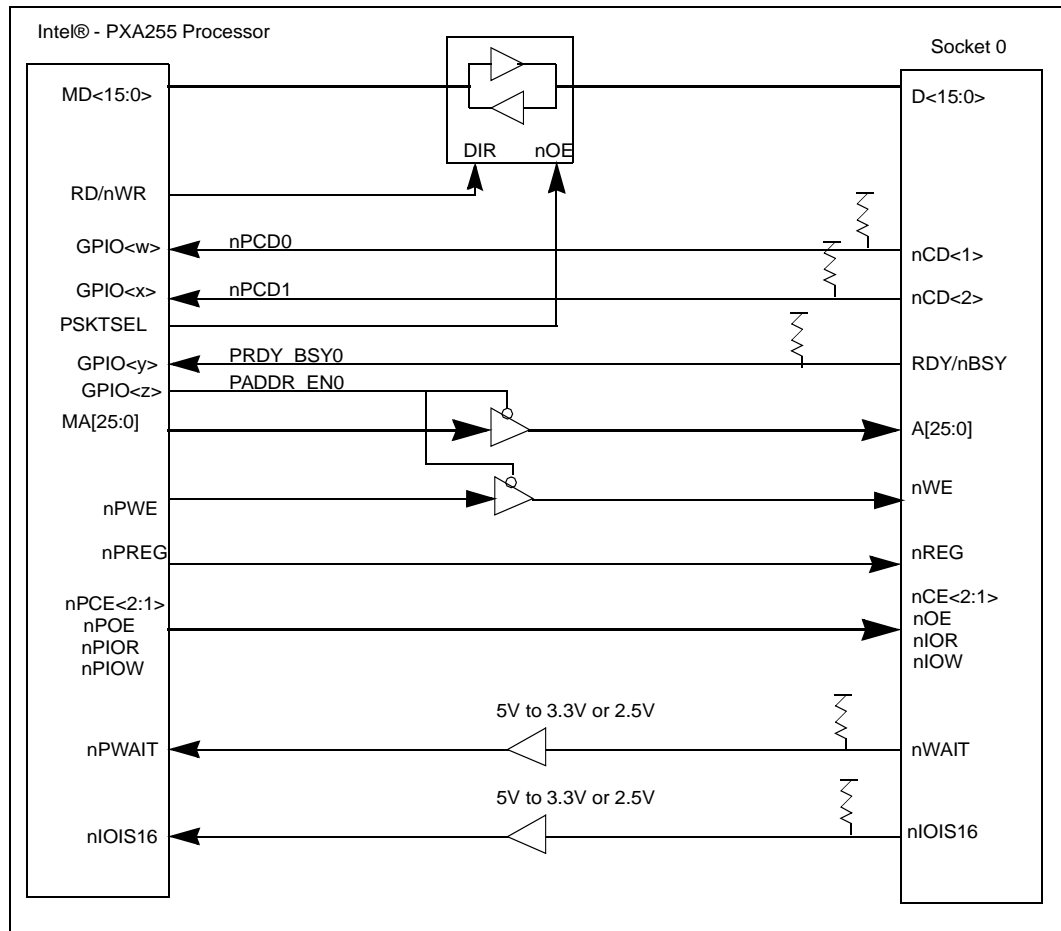 Intel® - PXA255 Processor
Socket 0
MD<15:0>
D<15:0>
DIR nOE
RD/nWR
GPIO<w>
nPCD0
nCD<1>
GPIO<x>
nPCD1
nCD<2>
PSKTSEL
GPIO<y>
PRDY_BSY0
RDY/nBSY
GPIO<z>
PADDR_EN0
MA[25:0]
A[25:0]
nPWE
nWE
nPREG
nREG
nPCE<2:1>
nCE<2:1>
nPOE
nOE
nPIOR
nIOR
nPIOW
nIOW
5V to 3.3V or 2.5V
nPWAIT
nWAIT
5V to 3.3V or 2.5V
nIOIS16
nIOIS16